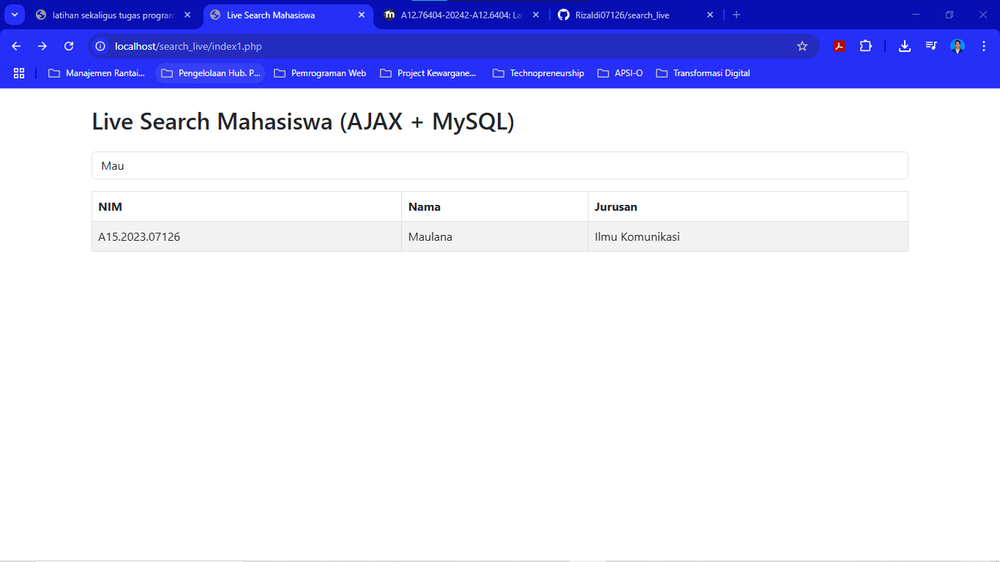 latihan sekaligus tugas program
Live Search Mahasiswa
A12.76404-20242-A12.6404: Lat
Rizaldi07126/search_live
localhost/search_live/index1.php
Manajemen Rantai...
Pengelolaan Hub. P...
Pemrograman Web
Project Kewargane...
Technopreneurship
APSI-O
Transformasi Digital
Live Search Mahasiswa (AJAX + MySQL)
Mau
NIM Nama Jurusan
A15.2023.07126 Maulana Ilmu Komunikasi